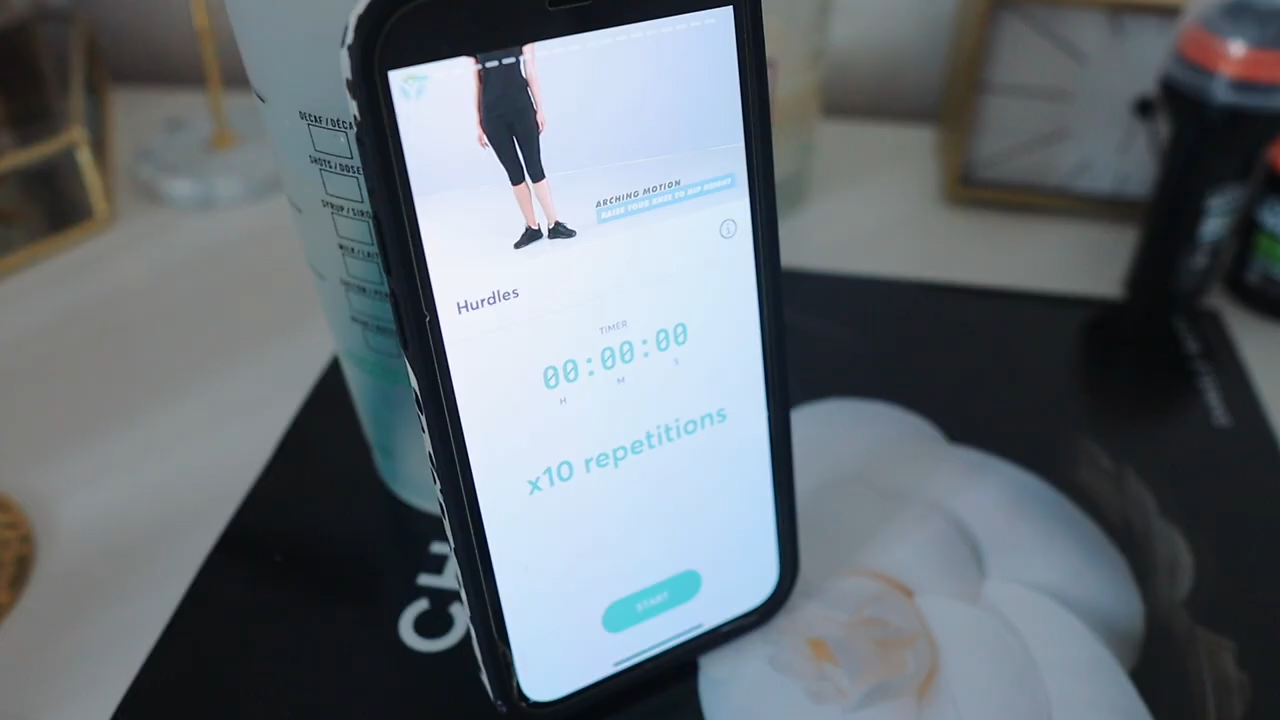 DECAF / DÉCA
SHOTS / DOSE
SYRUP / SIRO
MILK / LAIT
ARCHING MOTION
RAISE YOUR KNEE TO HIP HEIGHT
Hurdles
TIMER
00:00:00
H M S
x10 repetitions
START
CH